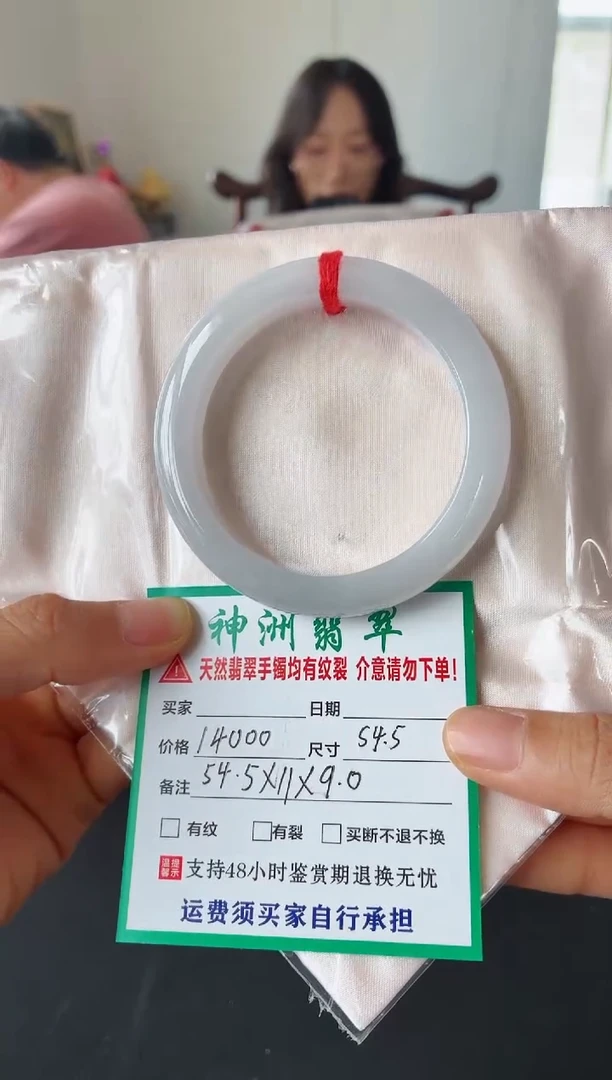 神洲翡翠
天然翡翠手镯均有纹裂 介意请勿下单!
买家 日期
价格 14000 尺寸 54.5
备注 54.5X11X9.0
有纹 有裂 买断不退不换
温馨提示 支持48小时鉴赏期退换无忧
运费须买家自行承担